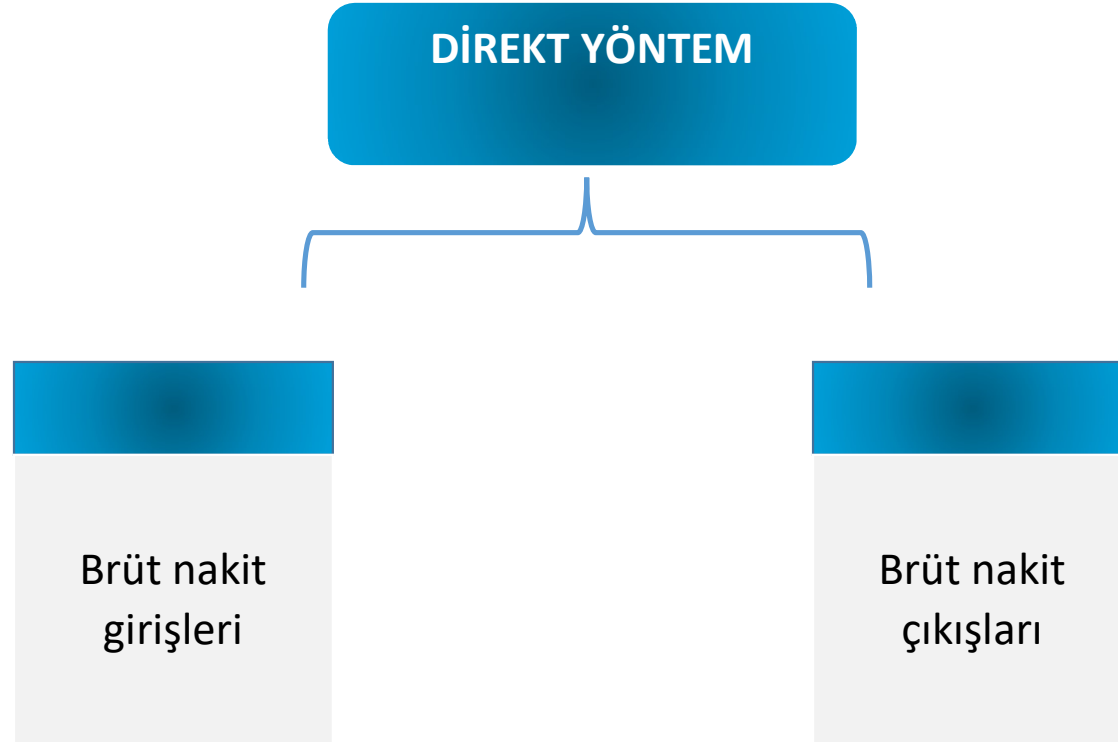 DİREKT YÖNTEM
Brüt nakit
girişleri
Brüt nakit
çıkışları